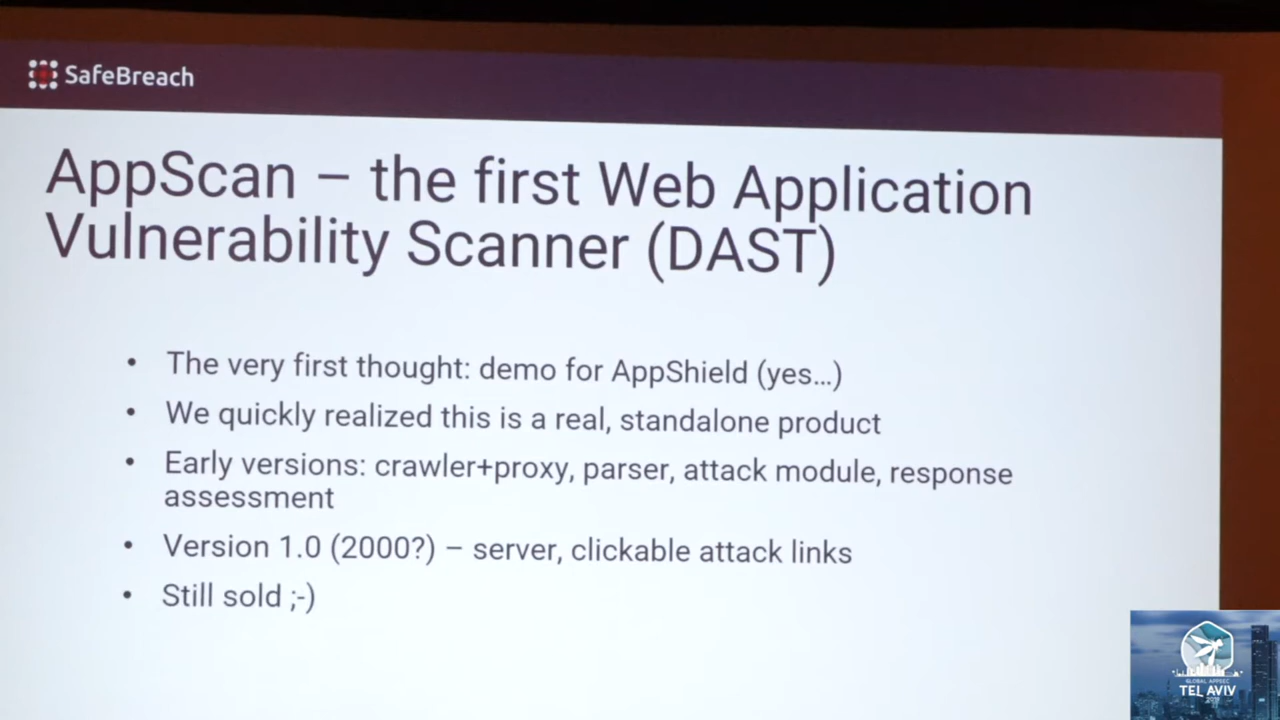 SafeBreach
AppScan – the first Web Application
Vulnerability Scanner (DAST)
• The very first thought: demo for AppShield (yes…)
• We quickly realized this is a real, standalone product
• Early versions: crawler+proxy, parser, attack module, response
assessment
• Version 1.0 (2000?) – server, clickable attack links
• Still sold ;-)
GLOBAL APPSEC
TEL AVIV